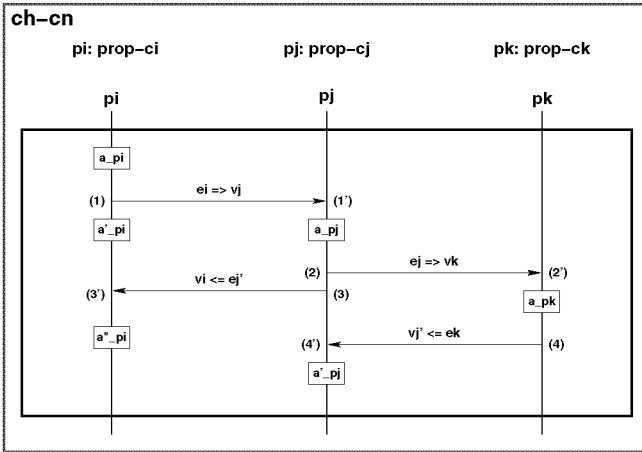 ch-cn
pi: prop-ci pj: prop-cj pk: prop-ck
pi pj pk
a_pi
(1) ei => vj (1')
a'_pi a_pj
(2) ej => vk (2')
(3') vi <= ej' (3)
a_pk
a"_pi
(4') vj' <= ek (4)
a'_pj